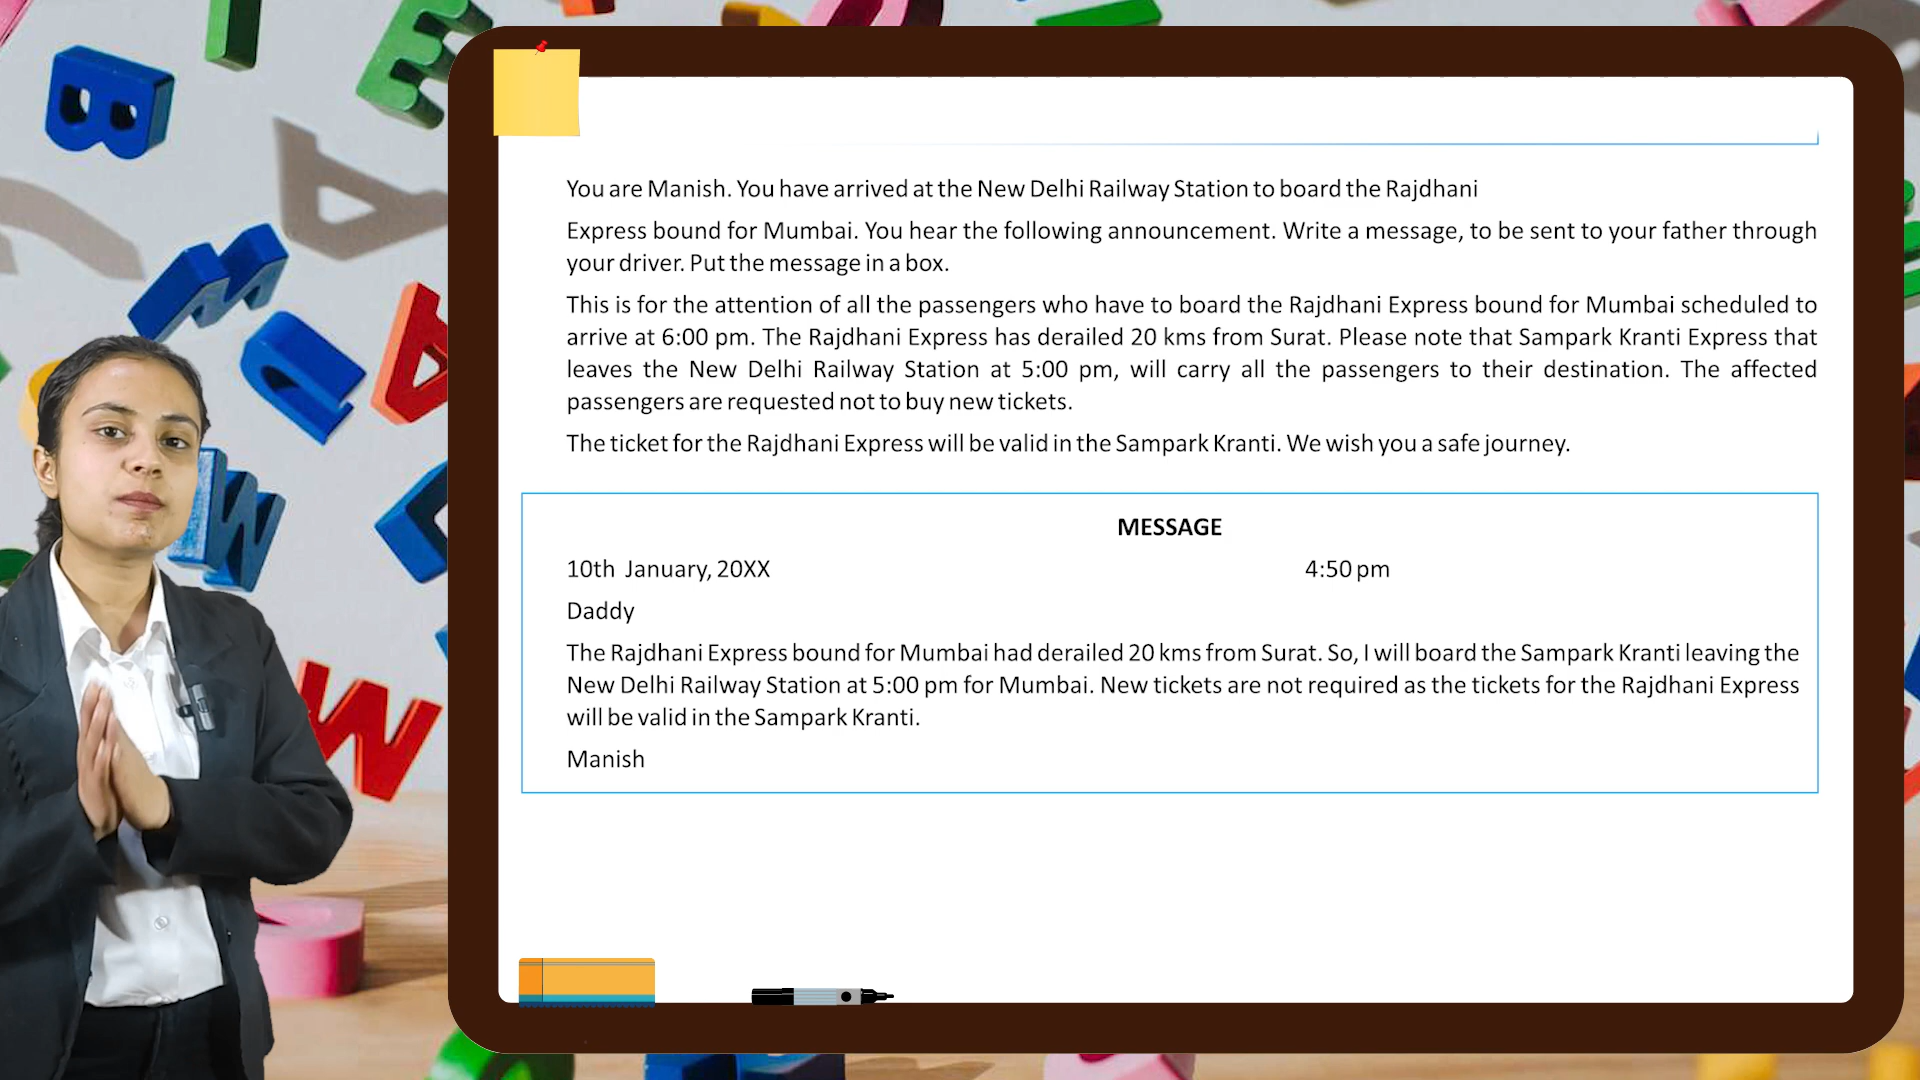 You are Manish. You have arrived at the New Delhi Railway Station to board the Rajdhani
Express bound for Mumbai. You hear the following announcement. Write a message, to be sent to your father through
your driver. Put the message in a box.
This is for the attention of all the passengers who have to board the Rajdhani Express bound for Mumbai scheduled to
arrive at 6:00 pm. The Rajdhani Express has derailed 20 kms from Surat. Please note that Sampark Kranti Express that
leaves the New Delhi Railway Station at 5:00 pm, will carry all the passengers to their destination. The affected
passengers are requested not to buy new tickets.
The ticket for the Rajdhani Express will be valid in the Sampark Kranti. We wish you a safe journey.
MESSAGE
10th January, 20XX 4:50 pm
Daddy
The Rajdhani Express bound for Mumbai had derailed 20 kms from Surat. So, I will board the Sampark Kranti leaving the
New Delhi Railway Station at 5:00 pm for Mumbai. New tickets are not required as the tickets for the Rajdhani Express
will be valid in the Sampark Kranti.
Manish